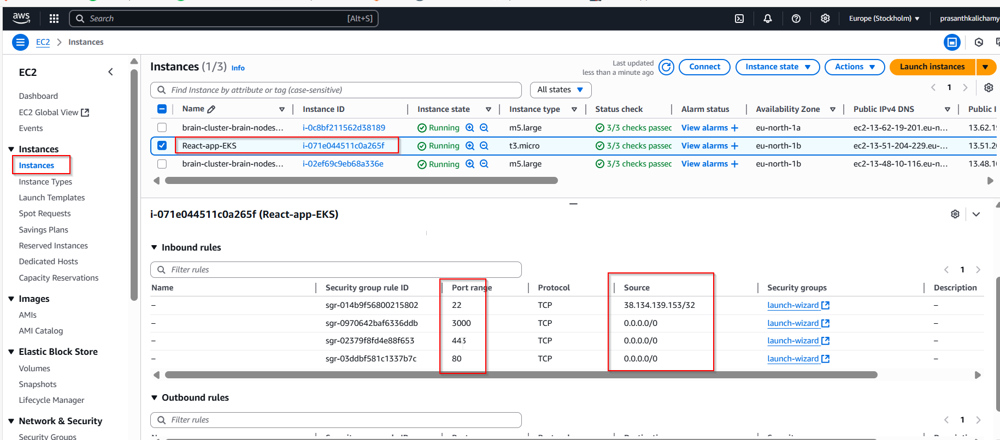 aws
Search [Alt+S] Europe (Stockholm) prasanthkalichamy
EC2 Instances
EC2
Dashboard
EC2 Global View
Events
Instances
Instances
Instance Types
Launch Templates
Spot Requests
Savings Plans
Reserved Instances
Dedicated Hosts
Capacity Reservations
Images
AMIs
AMI Catalog
Elastic Block Store
Volumes
Snapshots
Lifecycle Manager
Network & Security
Security Groups
Instances (1/3) Info
Last updated
less than a minute ago
Connect Instance state Actions Launch instances
Find Instance by attribute or tag (case-sensitive) All states 1
Name Instance ID Instance state Instance type Status check Alarm status Availability Zone Public IPv4 DNS Public I
brain-cluster-brain-nodes... i-0c8bf211562d38189 Running m5.large 3/3 checks passec View alarms + eu-north-1a ec2-13-62-19-201.eu-n... 13.62.19
React-app-EKS i-071e044511c0a265f Running t3.micro 3/3 checks passec View alarms + eu-north-1b ec2-13-51-204-229.eu-... 13.51.20
brain-cluster-brain-nodes... i-02ef69c9eb68a336e Running m5.large 3/3 checks passec View alarms + eu-north-1b ec2-13-48-10-116.eu-n... 13.48.10
i-071e044511c0a265f (React-app-EKS)
Inbound rules
Filter rules 1
Name Security group rule ID Port range Protocol Source Security groups Description
– sgr-014b9f56800215802 22 TCP 38.134.139.153/32 launch-wizard –
– sgr-0970642baf6336ddb 3000 TCP 0.0.0.0/0 launch-wizard –
– sgr-02379f8fd4e88f653 443 TCP 0.0.0.0/0 launch-wizard –
– sgr-03ddbf581c1337b7c 80 TCP 0.0.0.0/0 launch-wizard –
Outbound rules
Filter rules 1